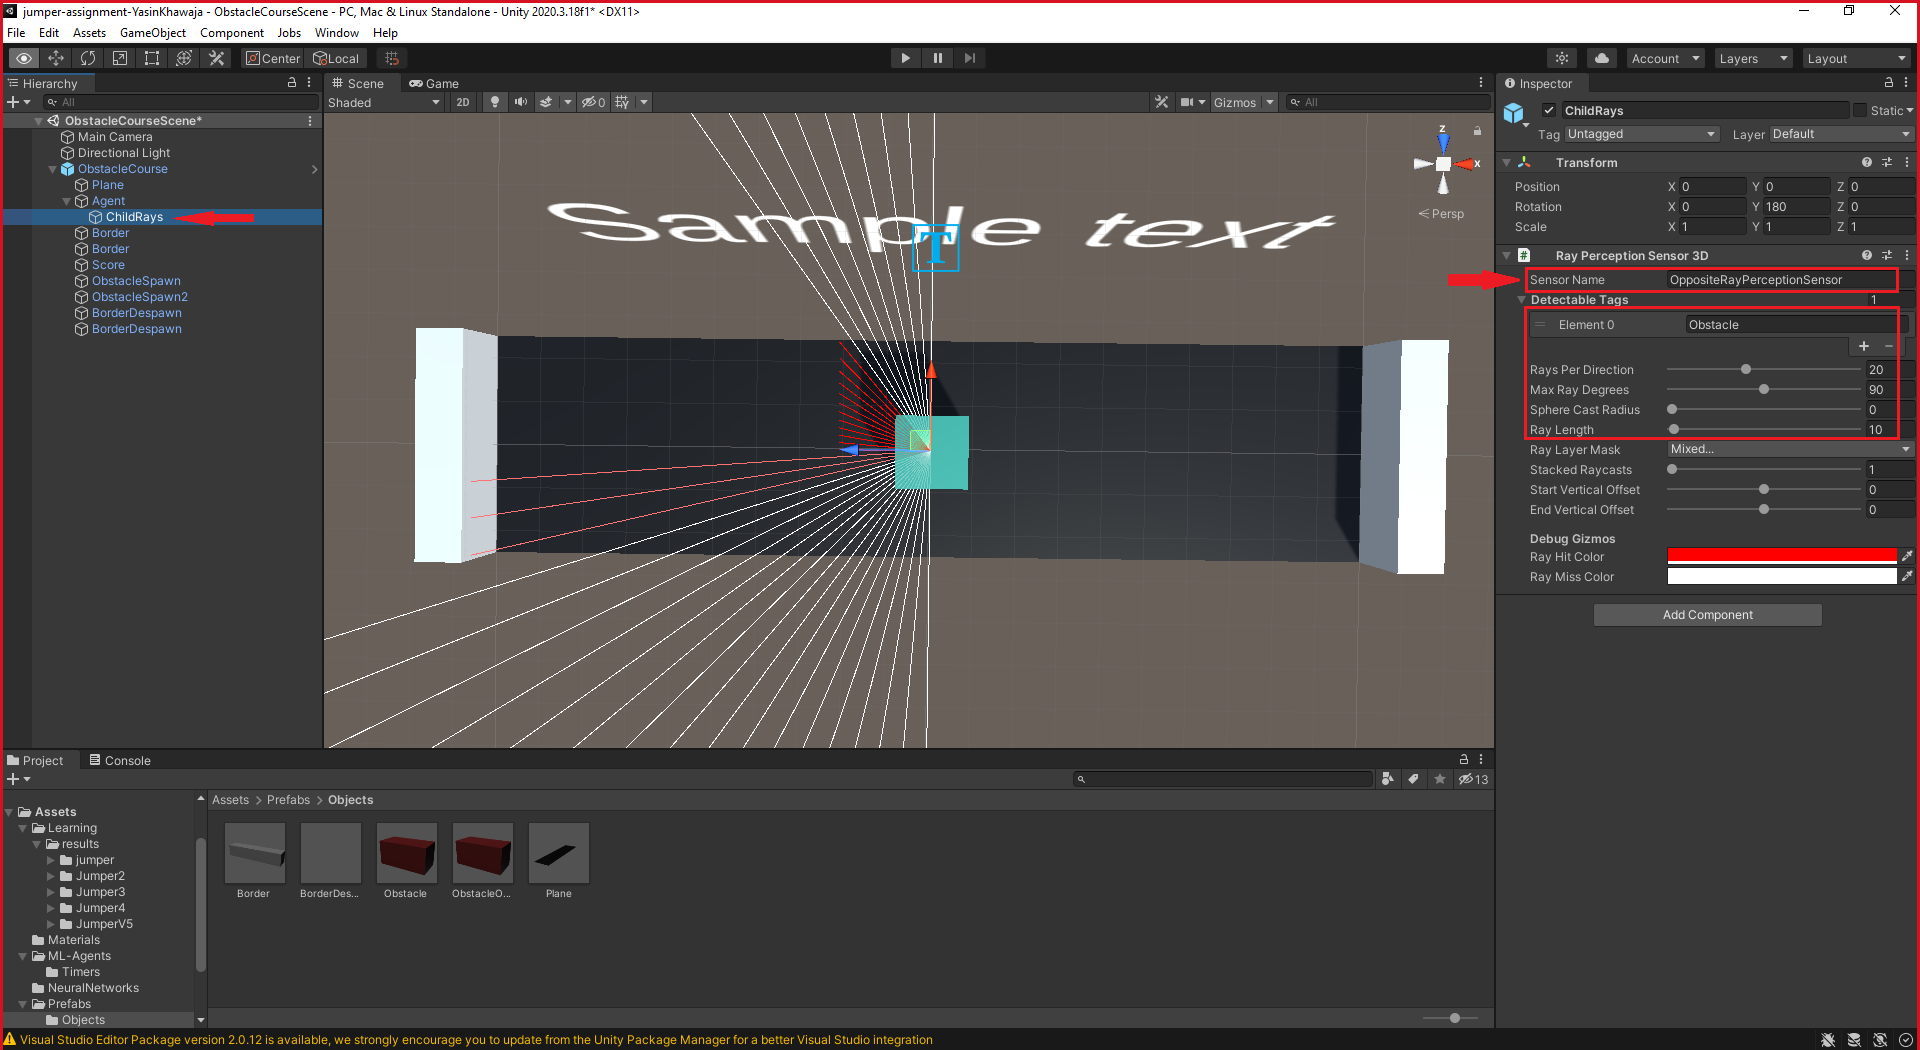 jumper-assignment-YasinKhawaja - ObstacleCourseScene - PC, Mac & Linux Standalone - Unity 2020.3.18f1* <DX11>
File Edit Assets GameObject Component Jobs Window Help
Center Local Account Layers Layout
Hierarchy
All
ObstacleCourseScene*
Main Camera
Directional Light
ObstacleCourse
Plane
Agent
ChildRays
Border
Border
Score
ObstacleSpawn
ObstacleSpawn2
BorderDespawn
BorderDespawn
Scene Game
Shaded 2D 0 Gizmos All
Sample text
T
z
x
Persp
Inspector
ChildRays Static
Tag Untagged Layer Default
Transform
Position X 0 Y 0 Z 0
Rotation X 0 Y 180 Z 0
Scale X 1 Y 1 Z 1
Ray Perception Sensor 3D
Sensor Name OppositeRayPerceptionSensor
Detectable Tags 1
Element 0 Obstacle
Rays Per Direction 20
Max Ray Degrees 90
Sphere Cast Radius 0
Ray Length 10
Ray Layer Mask Mixed...
Stacked Raycasts 1
Start Vertical Offset 0
End Vertical Offset 0
Debug Gizmos
Ray Hit Color
Ray Miss Color
Add Component
Project Console
13
Assets
Learning
results
jumper
Jumper2
Jumper3
Jumper4
JumperV5
Materials
ML-Agents
Timers
NeuralNetworks
Prefabs
Objects
Assets > Prefabs > Objects
Border BorderDes... Obstacle ObstacleO... Plane
Visual Studio Editor Package version 2.0.12 is available, we strongly encourage you to update from the Unity Package Manager for a better Visual Studio integration